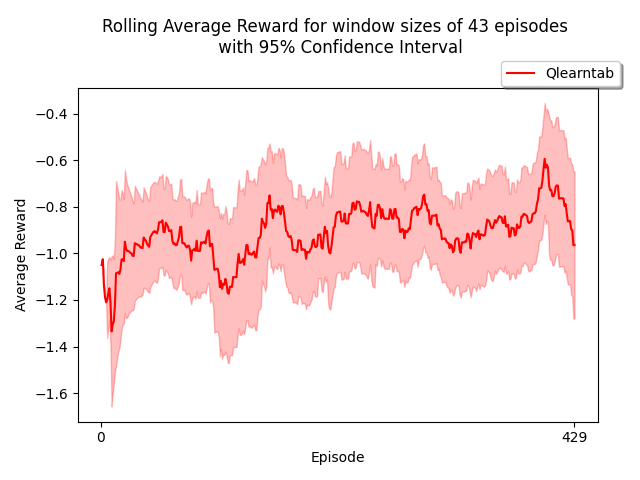 Rolling Average Reward for window sizes of 43 episodes
with 95% Confidence Interval
Qlearntab
−0.4
−0.6
−0.8
−1.0
−1.2
−1.4
−1.6
Average Reward
0
429
Episode